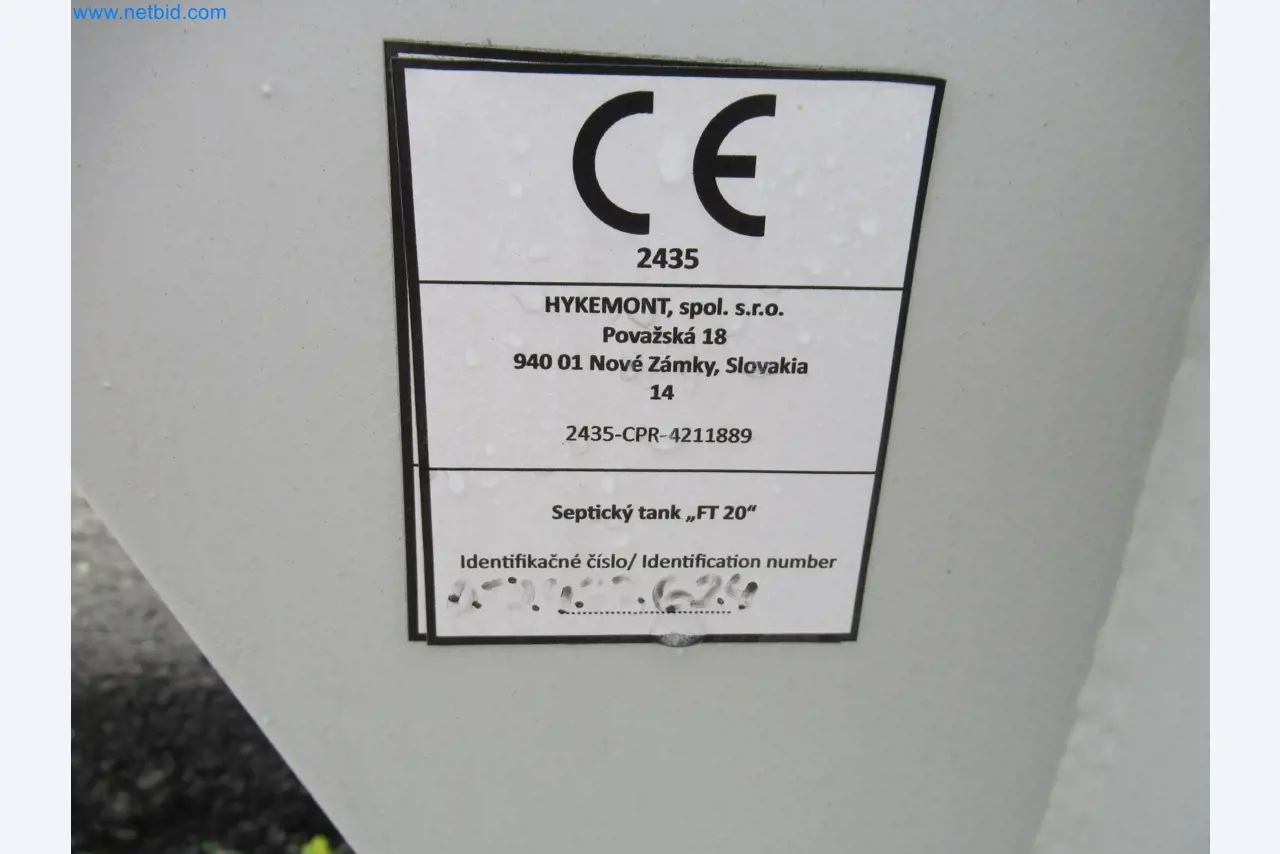 www.netbid.com
CE
2435
HYKEMONT, spol. s.r.o.
Považská 18
940 01 Nové Zámky, Slovakia
14
2435-CPR-4211889
Septický tank „FT 20“
Identifikačné číslo/ Identification number